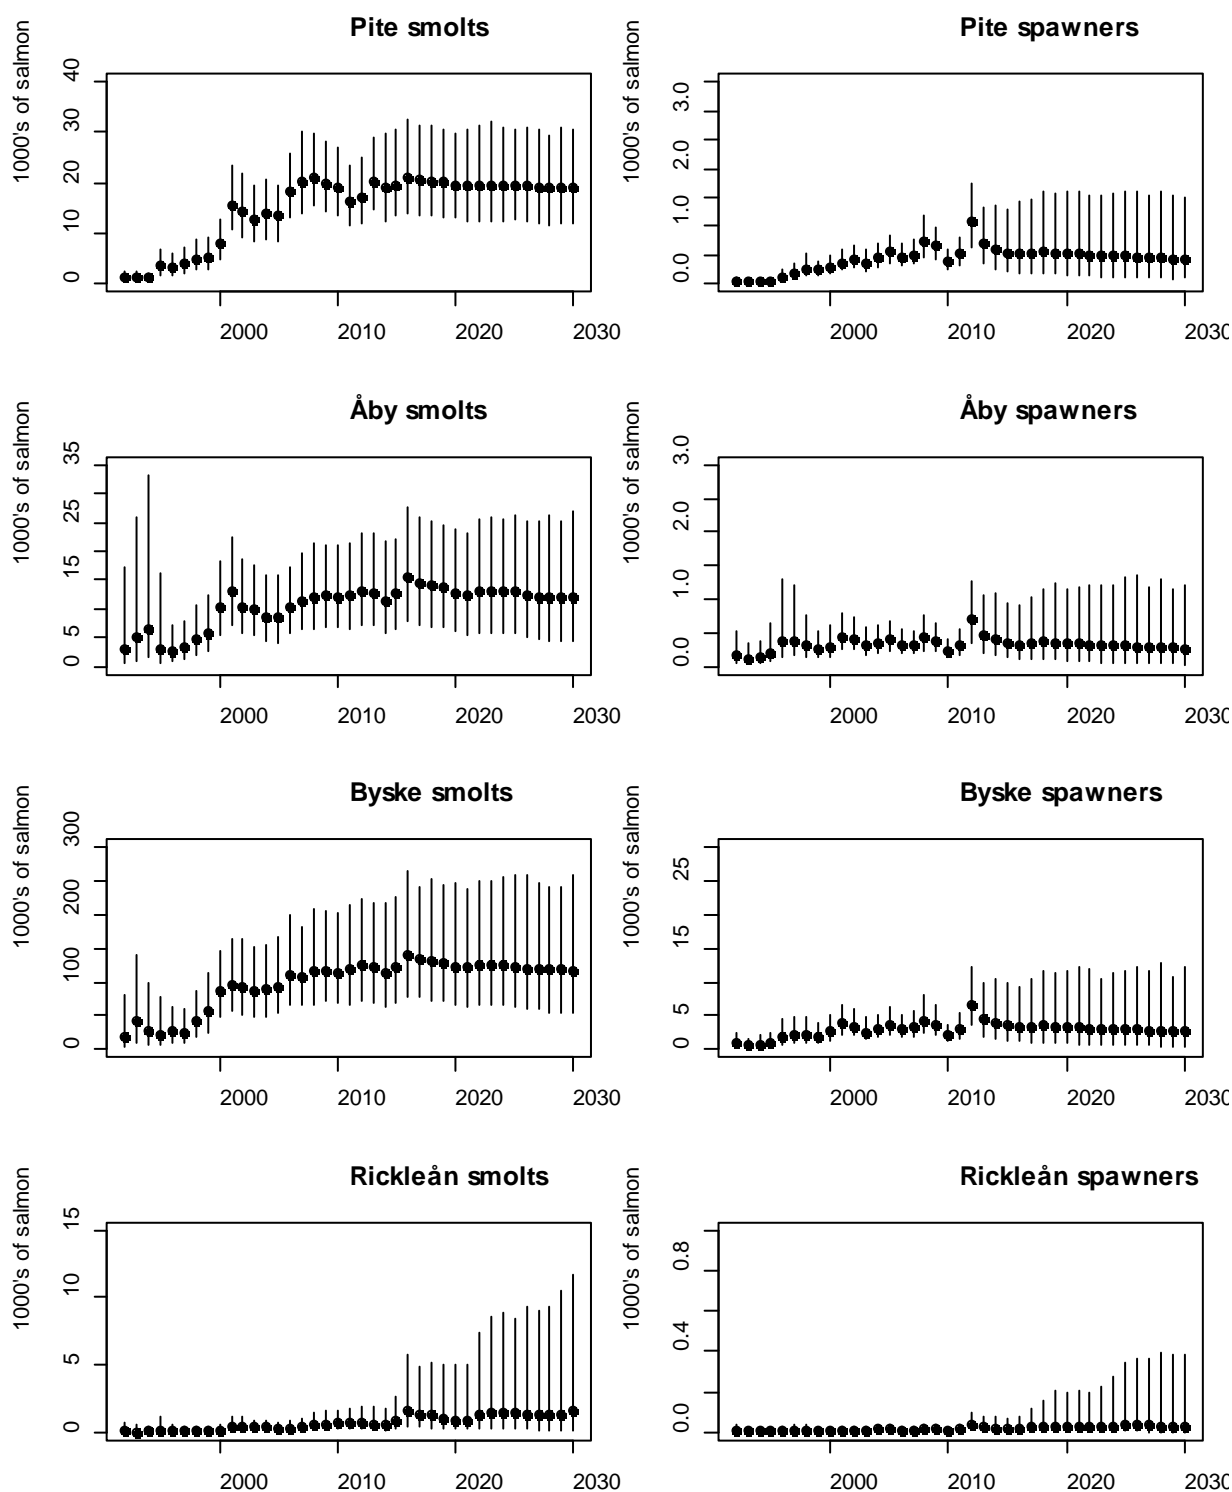 Pite smolts
1000's of salmon
0 10 20 30 40
2000 2010 2020 2030
Pite spawners
1000's of salmon
0.0 1.0 3.0
2000 2010 2020 2030
Åby smolts
1000's of salmon
0 5 15 25 35
2000 2010 2020 2030
Åby spawners
1000's of salmon
0.0 1.0 2.0 3.0
2000 2010 2020 2030
Byske smolts
1000's of salmon
0 100 200 300
2000 2010 2020 2030
Byske spawners
1000's of salmon
0 5 15 25
2000 2010 2020 2030
Rickleån smolts
1000's of salmon
0 5 10 15
2000 2010 2020 2030
Rickleån spawners
1000's of salmon
0.0 0.4 0.8
2000 2010 2020 2030